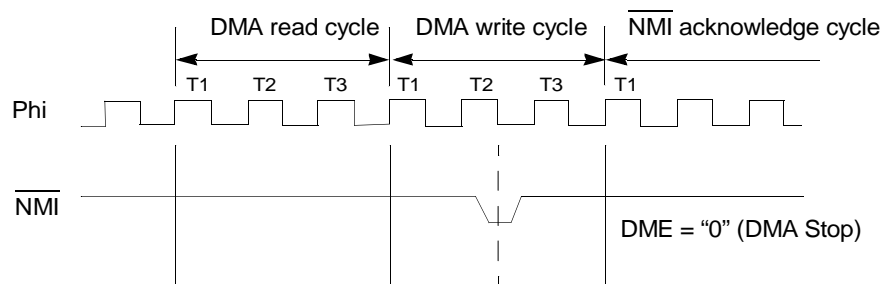 DMA read cycle DMA write cycle NMI acknowledge cycle
T1 T2 T3 T1 T2 T3 T1
Phi
NMI
DME = “0” (DMA Stop)